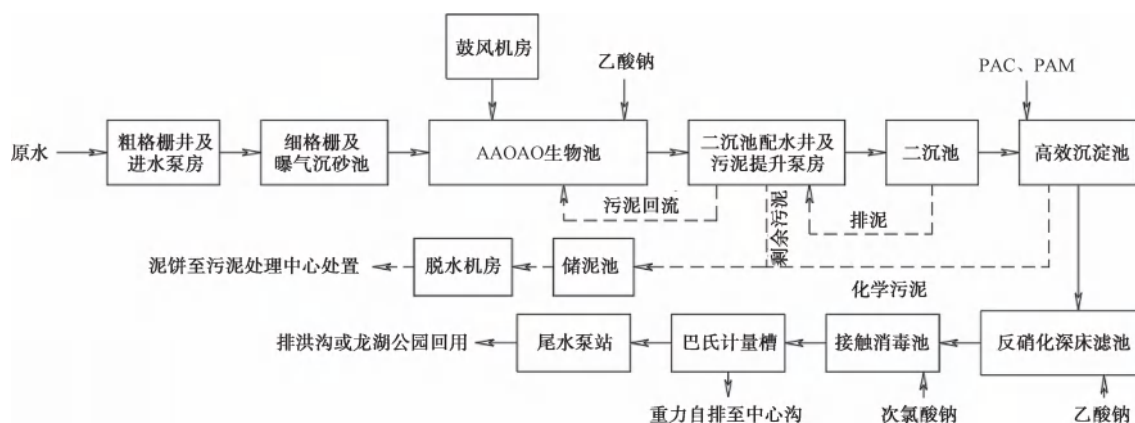 鼓风机房
乙酸钠
PAC、PAM
原水
粗格栅井及
进水泵房
细格栅及
曝气沉砂池
AAOAO生物池
二沉池配水井及
污泥提升泵房
二沉池
高效沉淀池
污泥回流
剩余污泥
排泥
泥饼至污泥处理中心处置
脱水机房
储泥池
化学污泥
排洪沟或龙湖公园回用
尾水泵站
巴氏计量槽
接触消毒池
反硝化深床滤池
重力自排至中心沟
次氯酸钠
乙酸钠